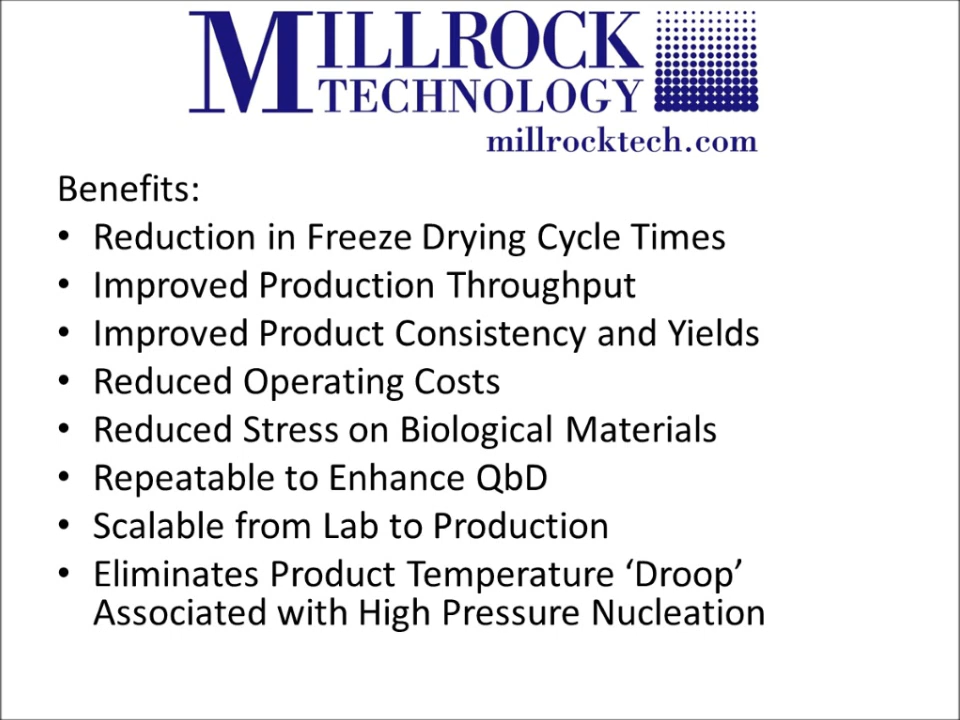 MILLROCK
TECHNOLOGY
millrocktech.com
Benefits:
• Reduction in Freeze Drying Cycle Times
• Improved Production Throughput
• Improved Product Consistency and Yields
• Reduced Operating Costs
• Reduced Stress on Biological Materials
• Repeatable to Enhance QbD
• Scalable from Lab to Production
• Eliminates Product Temperature ‘Droop’
Associated with High Pressure Nucleation